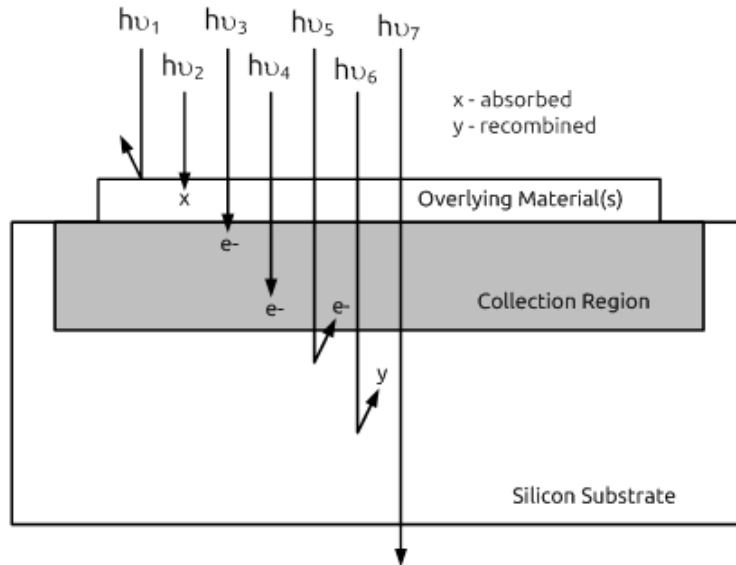 hυ₁ hυ₃ hυ₅ hυ₇
hυ₂ hυ₄ hυ₆
x - absorbed
y - recombined
x
Overlying Material(s)
e-
e-
e-
Collection Region
y
Silicon Substrate